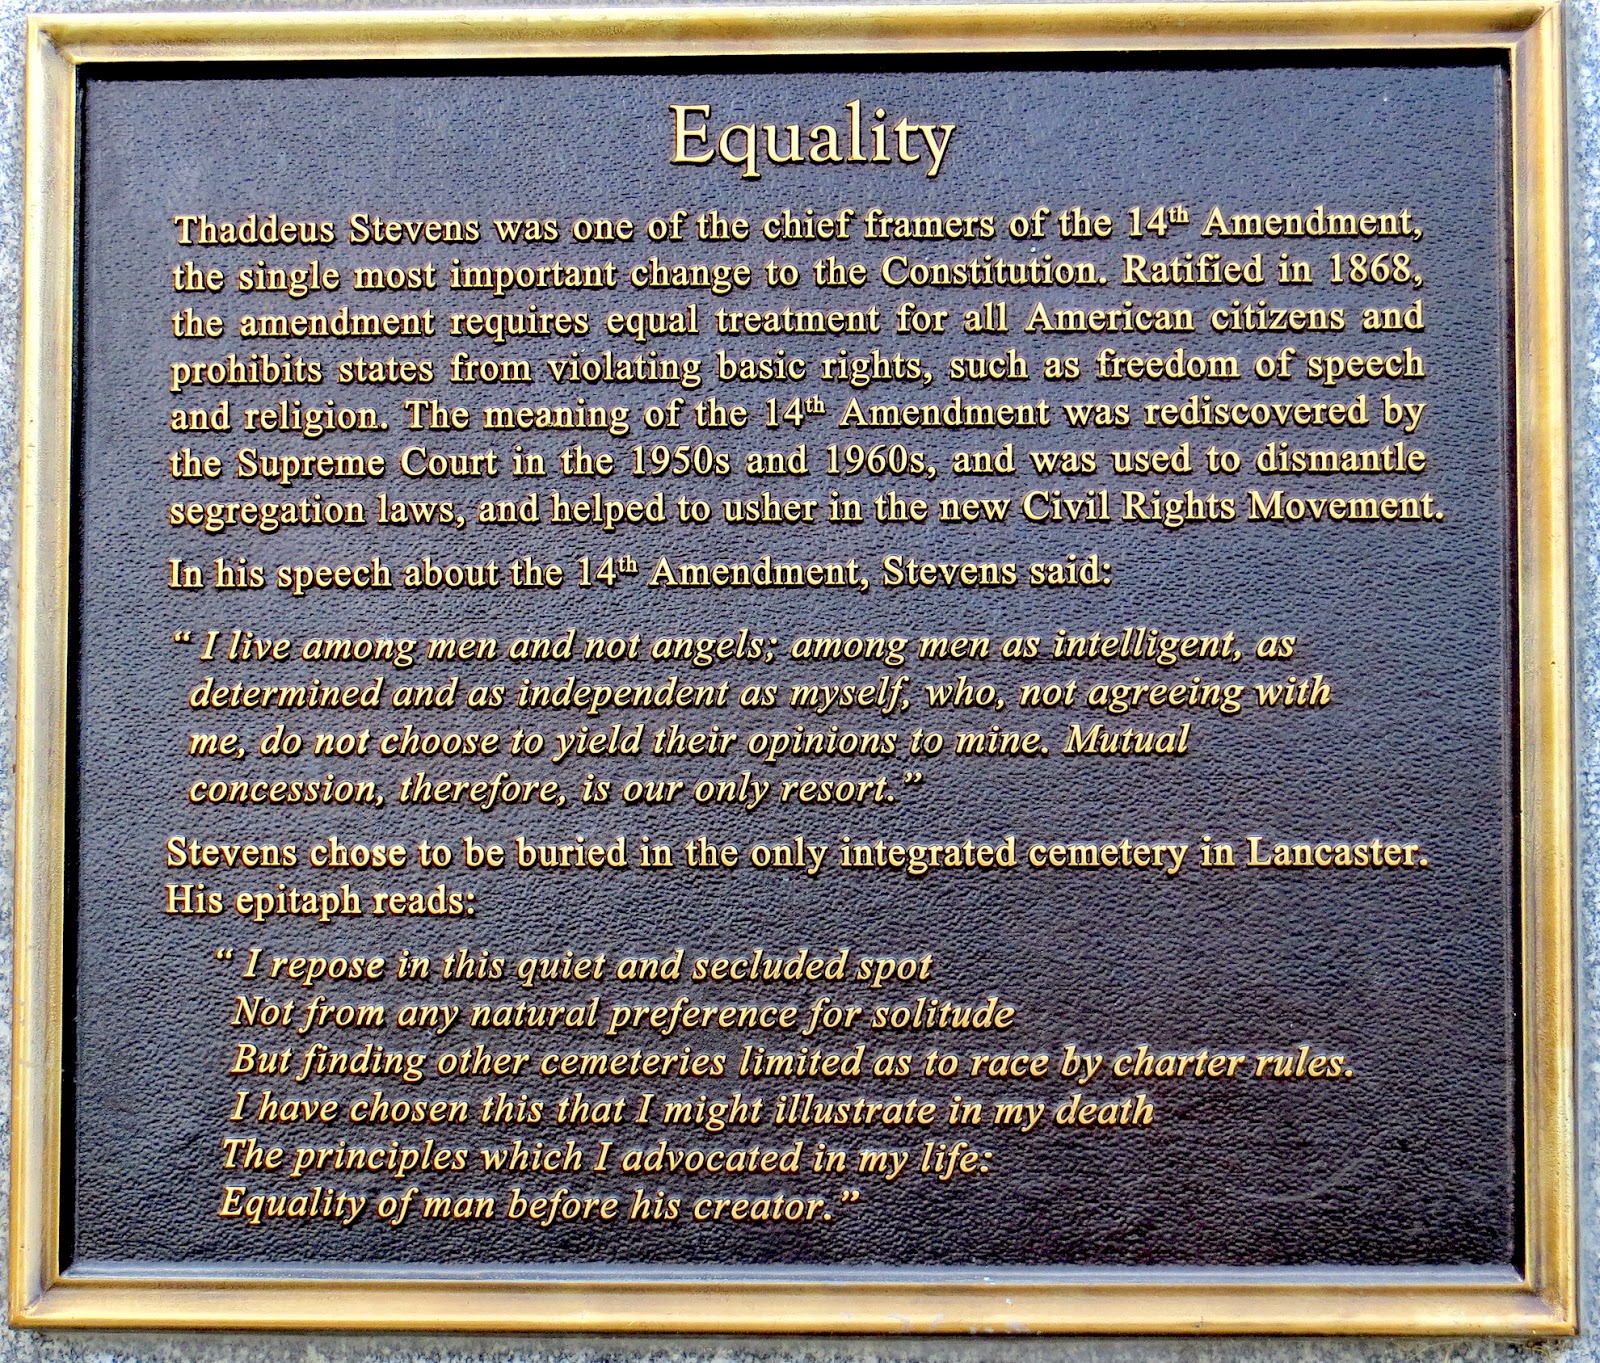 Equality
Thaddeus Stevens was one of the chief framers of the 14th Amendment,
the single most important change to the Constitution. Ratified in 1868,
the amendment requires equal treatment for all American citizens and
prohibits states from violating basic rights, such as freedom of speech
and religion. The meaning of the 14th Amendment was rediscovered by
the Supreme Court in the 1950s and 1960s, and was used to dismantle
segregation laws, and helped to usher in the new Civil Rights Movement.
In his speech about the 14th Amendment, Stevens said:
“ I live among men and not angels; among men as intelligent, as
determined and as independent as myself, who, not agreeing with
me, do not choose to yield their opinions to mine. Mutual
concession, therefore, is our only resort.”
Stevens chose to be buried in the only integrated cemetery in Lancaster.
His epitaph reads:
“ I repose in this quiet and secluded spot
Not from any natural preference for solitude
But finding other cemeteries limited as to race by charter rules.
I have chosen this that I might illustrate in my death
The principles which I advocated in my life:
Equality of man before his creator.”